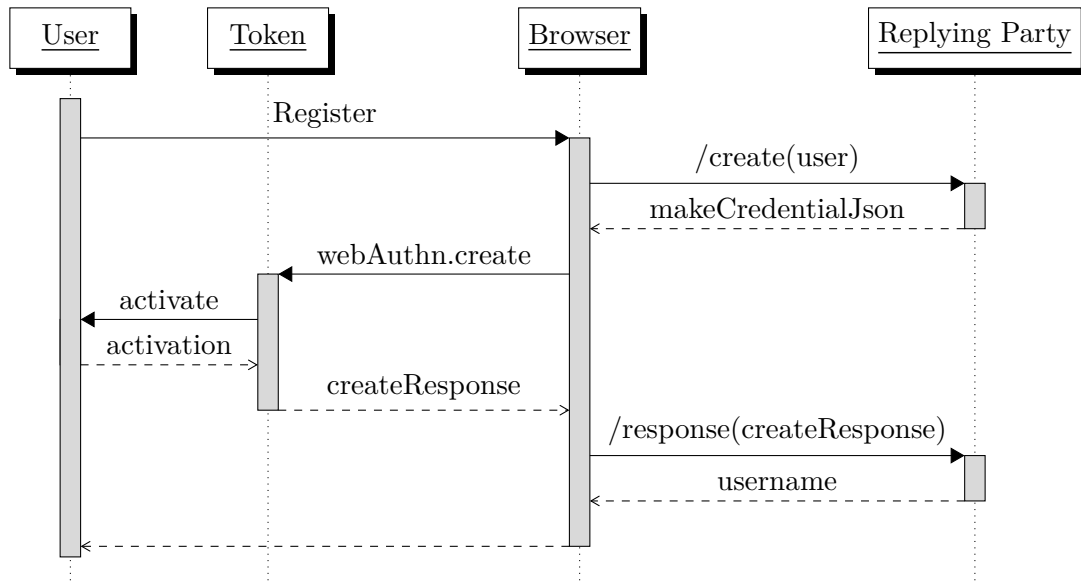 User
Token
Browser
Replying Party
Register
/create(user)
makeCredentialJson
webAuthn.create
activate
activation
createResponse
/response(createResponse)
username